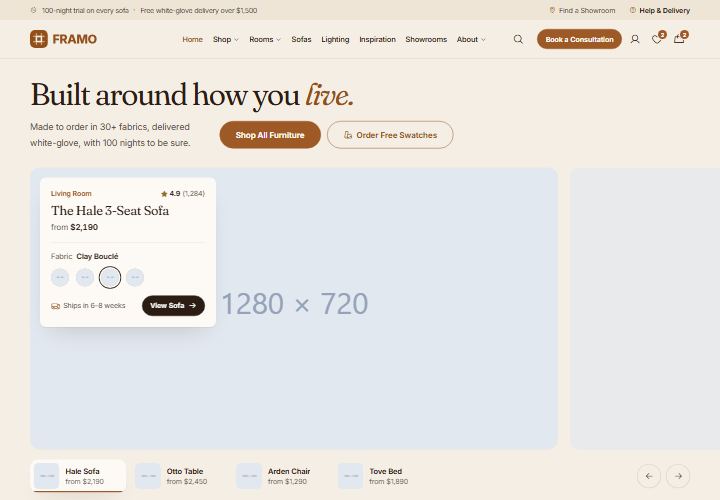 100-night trial on every sofa · Free white-glove delivery over $1,500
Find a Showroom
Help & Delivery
FRAMO
Home
Shop
Rooms
Sofas
Lighting
Inspiration
Showrooms
About
Book a Consultation
2
2
Built around how you live.
Made to order in 30+ fabrics, delivered
white-glove, with 100 nights to be sure.
Shop All Furniture
Order Free Swatches
Living Room
4.9 (1,284)
The Hale 3-Seat Sofa
from $2,190
Fabric Clay Bouclé
Ships in 6–8 weeks
View Sofa
1280 × 720
Hale Sofa
from $2,190
Otto Table
from $2,450
Arden Chair
from $1,290
Tove Bed
from $1,890